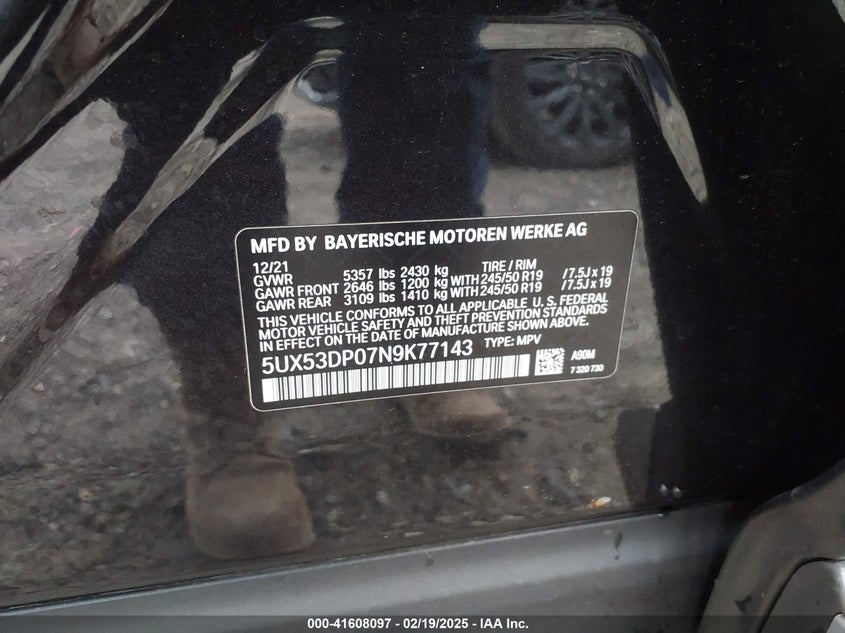 MFD BY BAYERISCHE MOTOREN WERKE AG
12/21 TIRE / RIM
GVWR 5357 lbs 2430 kg
GAWR FRONT 2646 lbs 1200 kg WITH 245/50 R19 /7.5J x 19
GAWR REAR 3109 lbs 1410 kg WITH 245/50 R19 /7.5J x 19
THIS VEHICLE CONFORMS TO ALL APPLICABLE U. S. FEDERAL
MOTOR VEHICLE SAFETY AND THEFT PREVENTION STANDARDS
IN EFFECT ON THE DATE OF MANUFACTURE SHOWN ABOVE.
5UX53DP07N9K77143 TYPE: MPV
A90M
7 320 730
000-41608097 - 02/19/2025 - IAA Inc.